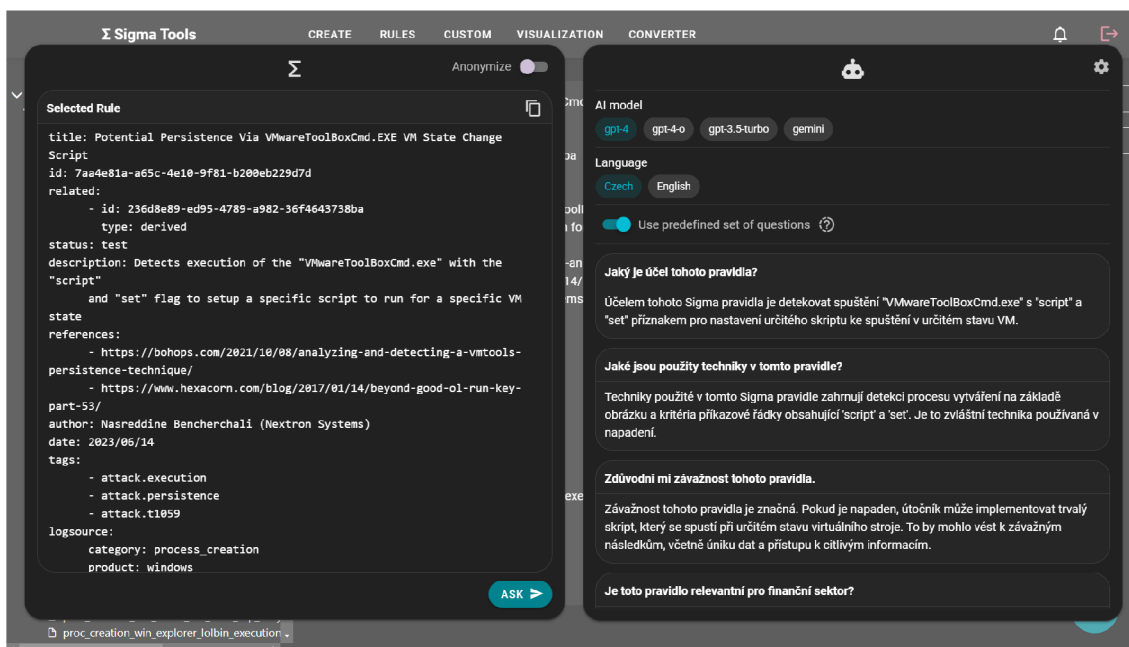 Σ Sigma Tools
CREATE RULES CUSTOM VISUALIZATION CONVERTER
Σ
Anonymize
Selected Rule
title: Potential Persistence Via VMwareToolBoxCmd.EXE VM State Change
Script
id: 7aa4e81a-a65c-4e10-9f81-b200eb229d7d
related:
- id: 236d8e89-ed95-4789-a982-36f4643738ba
type: derived
status: test
description: Detects execution of the "VMwareToolBoxCmd.exe" with the
"script"
and "set" flag to setup a specific script to run for a specific VM
state
references:
- https://bohops.com/2021/10/08/analyzing-and-detecting-a-vmtools-
persistence-technique/
- https://www.hexacorn.com/blog/2017/01/14/beyond-good-ol-run-key-
part-53/
author: Nasreddine Bencherchali (Nextron Systems)
date: 2023/06/14
tags:
- attack.execution
- attack.persistence
- attack.t1059
logsource:
category: process_creation
product: windows
ASK
proc_creation_win_explorer_lolbin_execution
AI model
gpt-4 gpt-4-o gpt-3.5-turbo gemini
Language
Czech English
Use predefined set of questions
Jaký je účel tohoto pravidla?
Účelem tohoto Sigma pravidla je detekovat spuštění "VMwareToolBoxCmd.exe" s "script" a
"set" příznakem pro nastavení určitého skriptu ke spuštění v určitém stavu VM.
Jaké jsou použity techniky v tomto pravidle?
Techniky použité v tomto Sigma pravidle zahrnují detekci procesu vytváření na základě
obrázku a kritéria příkazové řádky obsahující 'script' a 'set'. Je to zvláštní technika používaná v
napadení.
Zdůvodni mi závažnost tohoto pravidla.
Závažnost tohoto pravidla je značná. Pokud je napaden, útočník může implementovat trvalý
skript, který se spustí při určitém stavu virtuálního stroje. To by mohlo vést k závažným
následkům, včetně úniku dat a přístupu k citlivým informacím.
Je toto pravidlo relevantní pro finanční sektor?